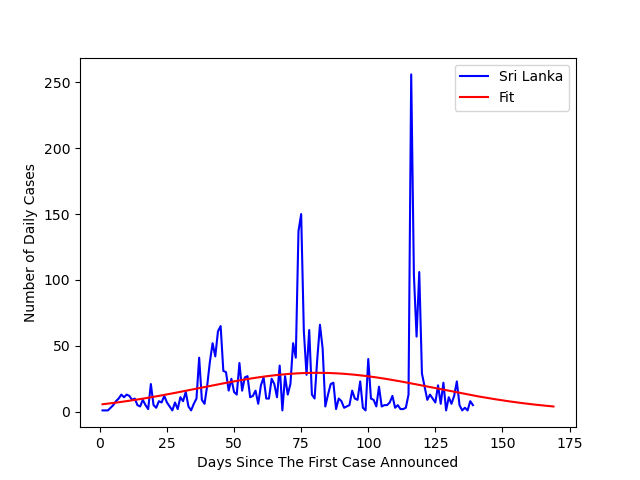 Sri Lanka
Fit
Number of Daily Cases
250
200
150
100
50
0
0 25 50 75 100 125 150 175
Days Since The First Case Announced